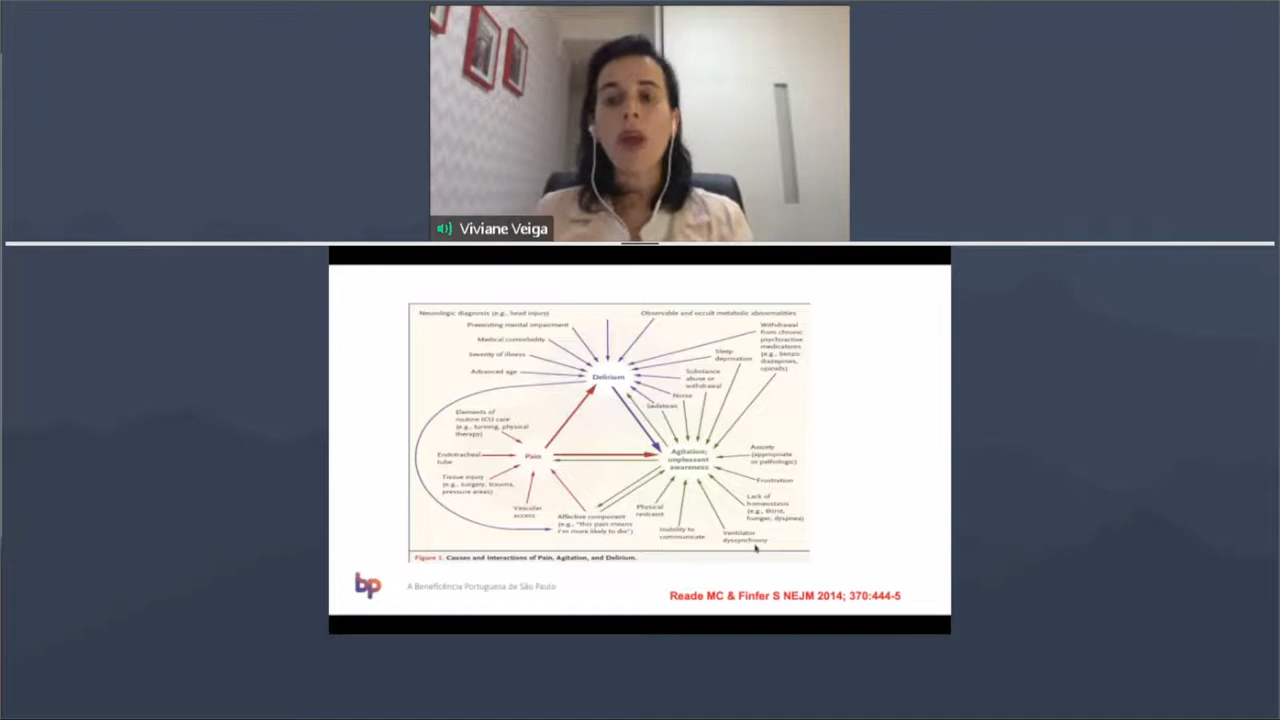 Viviane Veiga
Neurologic diagnosis (e.g., head injury)
Observable and occult metabolic abnormalities
Preexisting mental impairment
Medical comorbidity
Severity of illness
Advanced age
Delirium
Withdrawal
from chronic
psychoactive
medications
(e.g., benzo
diazepines,
opioids)
Sleep
deprivation
Substance
abuse or
withdrawal
Noise
Sedatives
Elements of
routine ICU care
(e.g., turning, physical
therapy)
Endotracheal
tube
Pain
Tissue injury
(e.g., surgery, trauma,
pressure areas)
Vascular
access
Affective component
(e.g., "this pain means
I'm more likely to die")
Agitation;
unpleasant
awareness
Anxiety
(appropriate
or pathologic)
Frustration
Lack of
homeostasis
(e.g., thirst,
hunger, dyspnea)
Physical
restraint
Inability to
communicate
Ventilator
dyssynchrony
Figure 1. Causes and Interactions of Pain, Agitation, and Delirium.
bp
A Beneficência Portuguesa de São Paulo
Reade MC & Finfer S NEJM 2014; 370:444-5